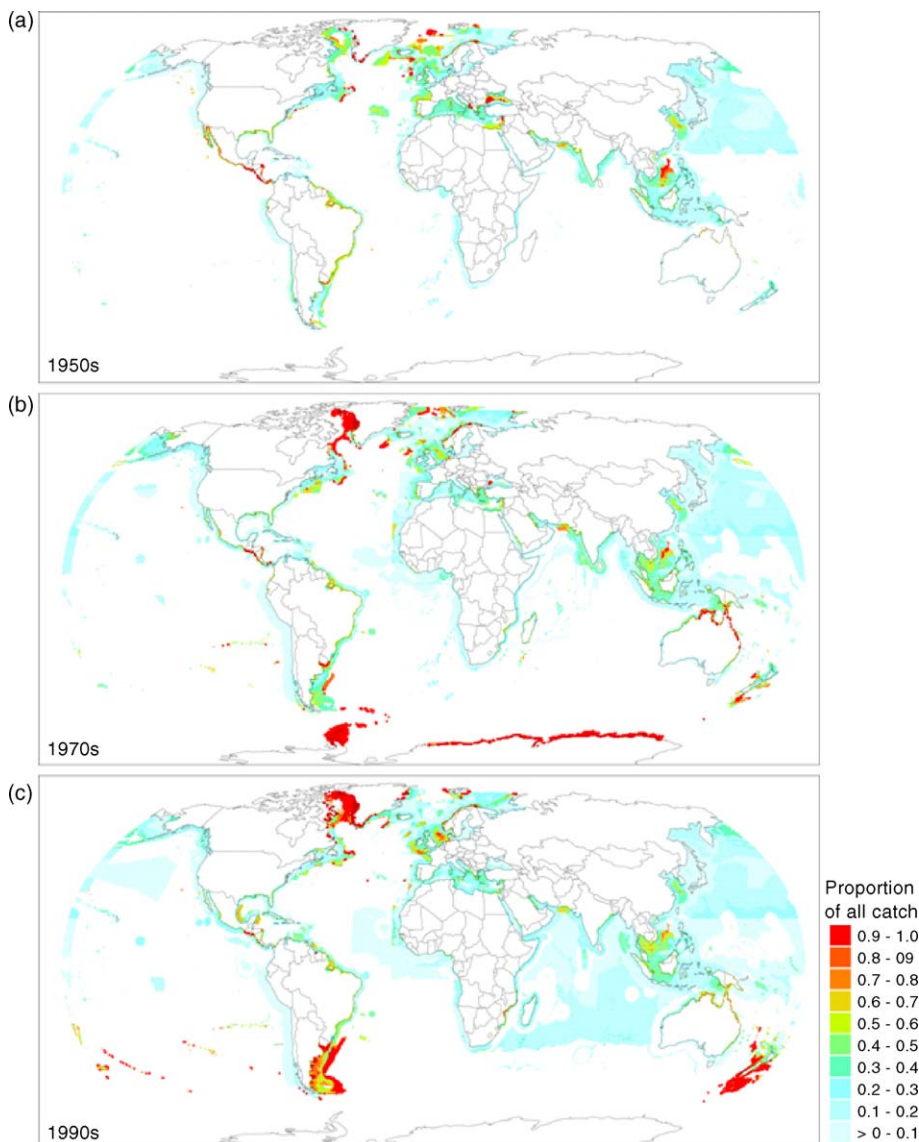 (a)
1950s
(b)
1970s
(c)
1990s
Proportion
of all catch
0.9 - 1.0
0.8 - 09
0.7 - 0.8
0.6 - 0.7
0.5 - 0.6
0.4 - 0.5
0.3 - 0.4
0.2 - 0.3
0.1 - 0.2
> 0 - 0.1